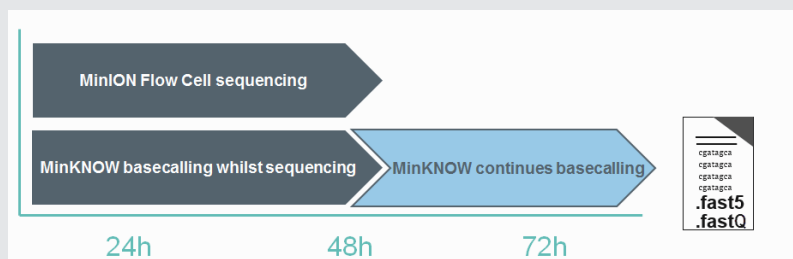 MinION Flow Cell sequencing
MinKNOW basecalling whilst sequencing
MinKNOW continues basecalling
cgatagca
cgatagca
cgatagca
cgatagca
.fast5
.fastQ
24h
48h
72h